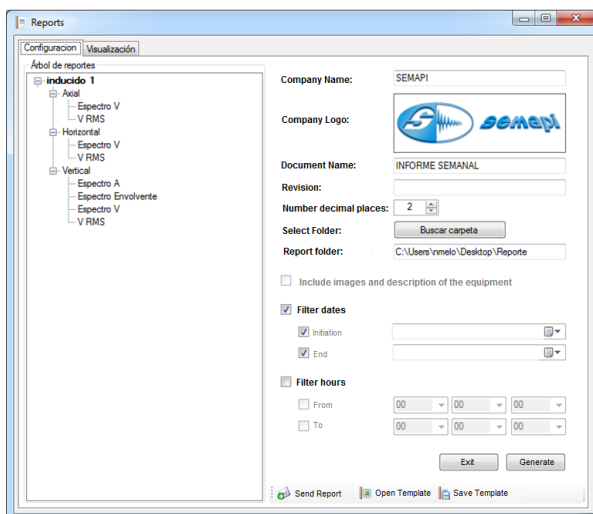 Reports
Configuracion Visualización
Árbol de reportes
inducido 1
Axial
Espectro V
V RMS
Horizontal
Espectro V
V RMS
Vertical
Espectro A
Espectro Envolvente
Espectro V
V RMS
Company Name: SEMAPI
Company Logo: S semapi
Document Name: INFORME SEMANAL
Revision:
Number decimal places: 2
Select Folder: Buscar carpeta
Report folder: C:\Users\nmelo\Desktop\Reporte
Include images and description of the equipment
Filter dates
Initiation
End
Filter hours
From 00 00 00
To 00 00 00
Exit Generate
Send Report Open Template Save Template